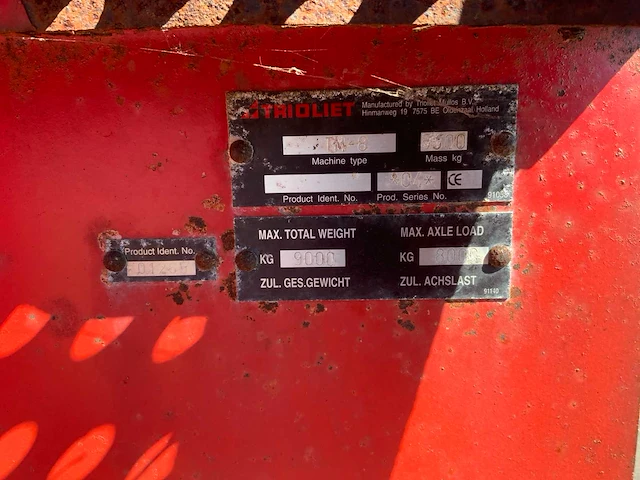 TRIOLIET
Manufactured by Trioliet Mullos B.V.
Hinmanweg 19 7575 BE Oldenzaal Holland
Machine type
Mass kg
CE
Product Ident. No.
Prod. Series No.
MAX. TOTAL WEIGHT
MAX. AXLE LOAD
KG 9000
KG
ZUL. GES.GEWICHT
ZUL. ACHSLAST
91140
Product Ident. No.